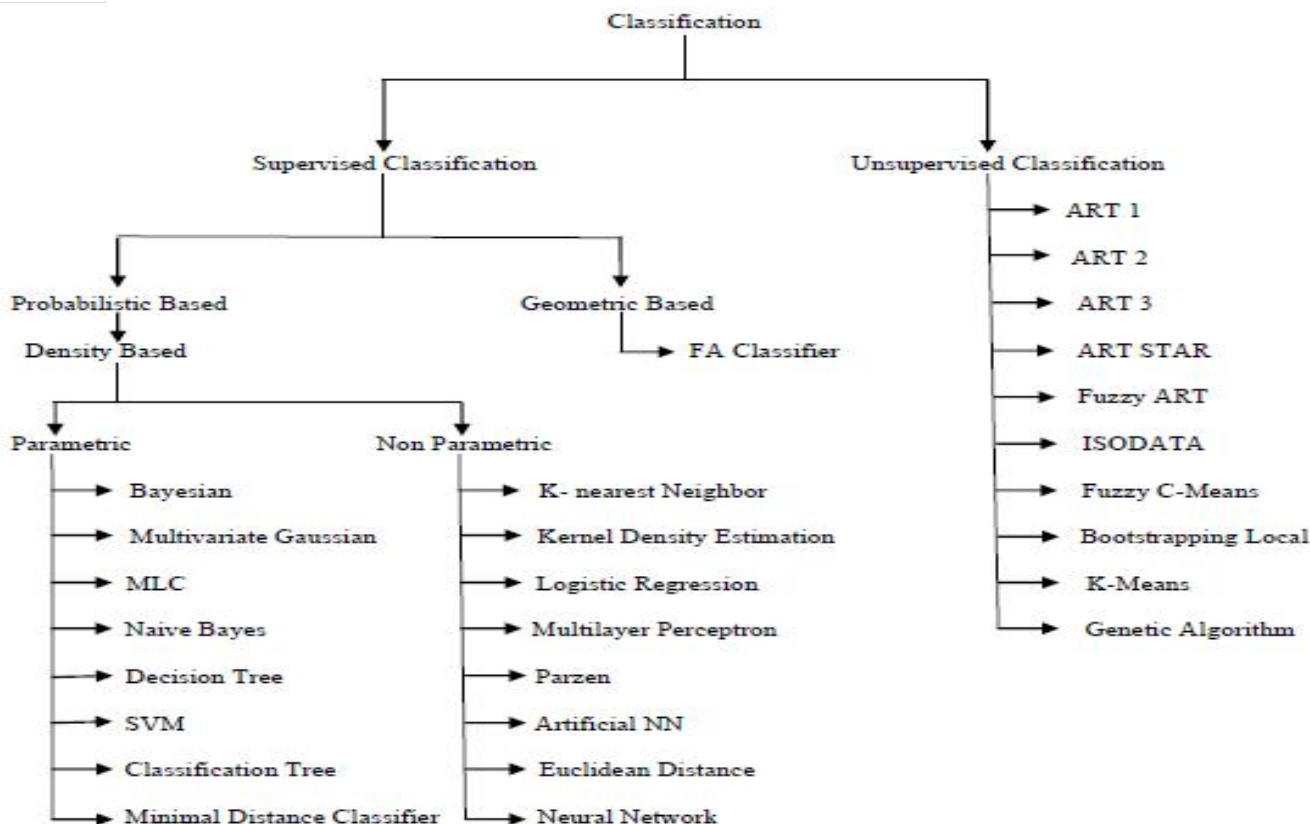 Classification
Supervised Classification
Unsupervised Classification
Probabilistic Based
Geometric Based
Density Based
FA Classifier
Parametric
Non Parametric
Bayesian
Multivariate Gaussian
MLC
Naive Bayes
Decision Tree
SVM
Classification Tree
Minimal Distance Classifier
K- nearest Neighbor
Kernel Density Estimation
Logistic Regression
Multilayer Perceptron
Parzen
Artificial NN
Euclidean Distance
Neural Network
ART 1
ART 2
ART 3
ART STAR
Fuzzy ART
ISODATA
Fuzzy C-Means
Bootstrapping Local
K-Means
Genetic Algorithm